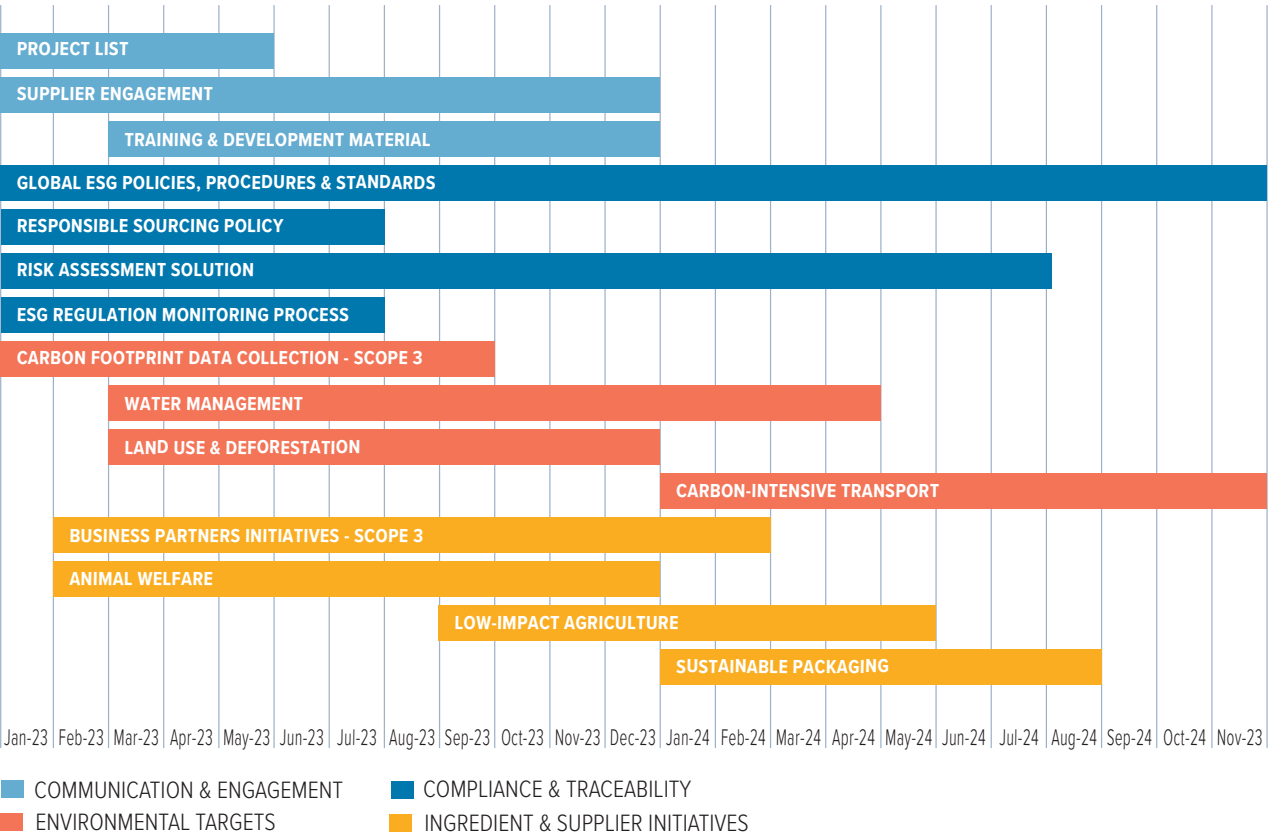 PROJECT LIST
SUPPLIER ENGAGEMENT
TRAINING & DEVELOPMENT MATERIAL
GLOBAL ESG POLICIES, PROCEDURES & STANDARDS
RESPONSIBLE SOURCING POLICY
RISK ASSESSMENT SOLUTION
ESG REGULATION MONITORING PROCESS
CARBON FOOTPRINT DATA COLLECTION - SCOPE 3
WATER MANAGEMENT
LAND USE & DEFORESTATION
CARBON-INTENSIVE TRANSPORT
BUSINESS PARTNERS INITIATIVES - SCOPE 3
ANIMAL WELFARE
LOW-IMPACT AGRICULTURE
SUSTAINABLE PACKAGING
Jan-23 Feb-23 Mar-23 Apr-23 May-23 Jun-23 Jul-23 Aug-23 Sep-23 Oct-23 Nov-23 Dec-23 Jan-24 Feb-24 Mar-24 Apr-24 May-24 Jun-24 Jul-24 Aug-24 Sep-24 Oct-24 Nov-23
COMMUNICATION & ENGAGEMENT COMPLIANCE & TRACEABILITY
ENVIRONMENTAL TARGETS INGREDIENT & SUPPLIER INITIATIVES